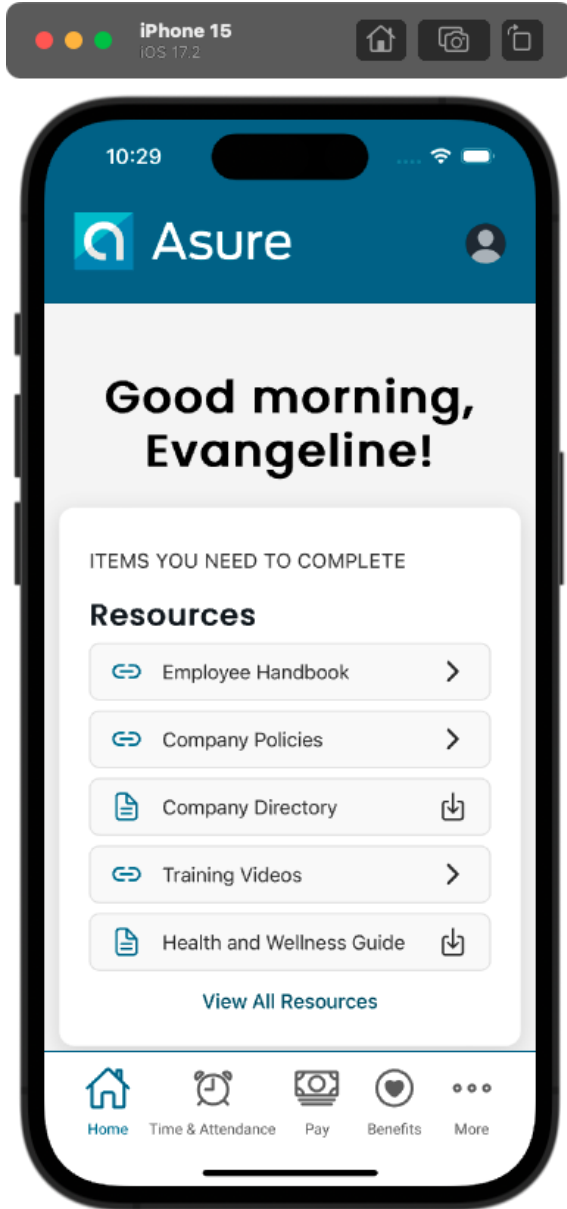 iPhone 15
iOS 17.2
10:29
Asure
Good morning,
Evangeline!
ITEMS YOU NEED TO COMPLETE
Resources
Employee Handbook
Company Policies
Company Directory
Training Videos
Health and Wellness Guide
View All Resources
Home Time & Attendance Pay Benefits More